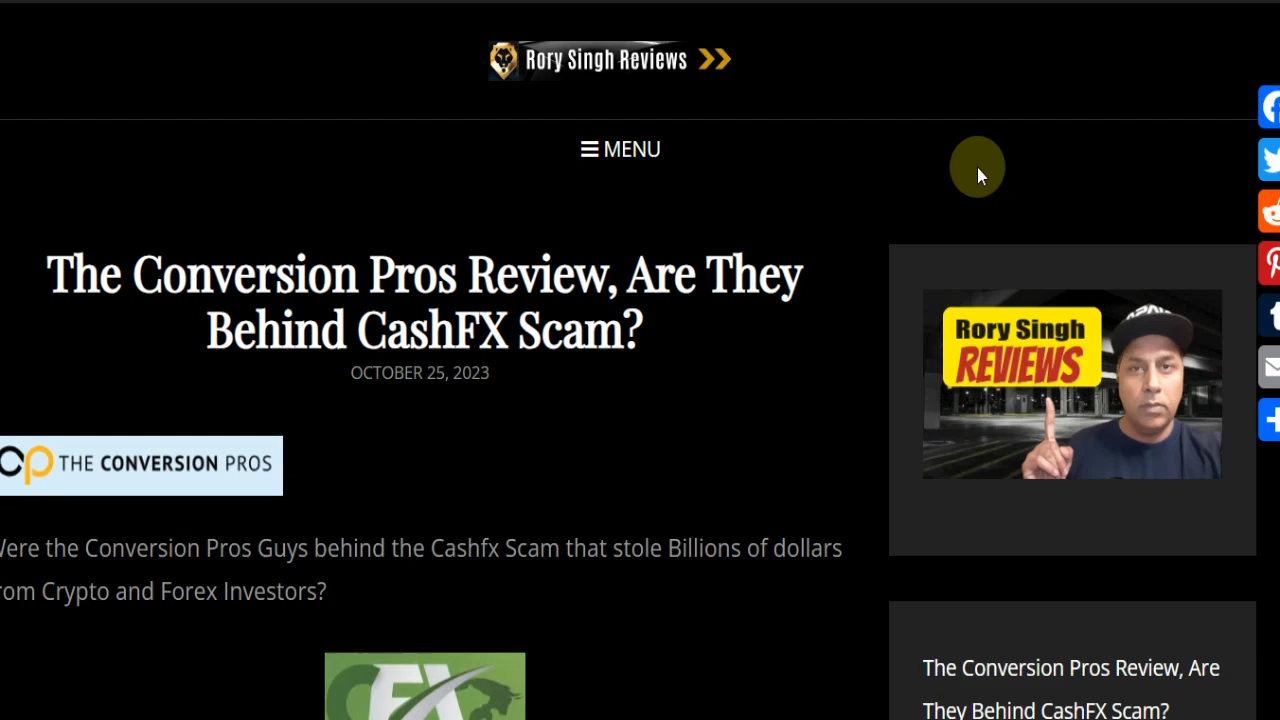 Rory Singh Reviews
MENU
The Conversion Pros Review, Are They
Behind CashFX Scam?
OCTOBER 25, 2023
THE CONVERSION PROS
Were the Conversion Pros Guys behind the Cashfx Scam that stole Billions of dollars
from Crypto and Forex Investors?
Rory Singh
REVIEWS
The Conversion Pros Review, Are
They Behind CashFX Scam?